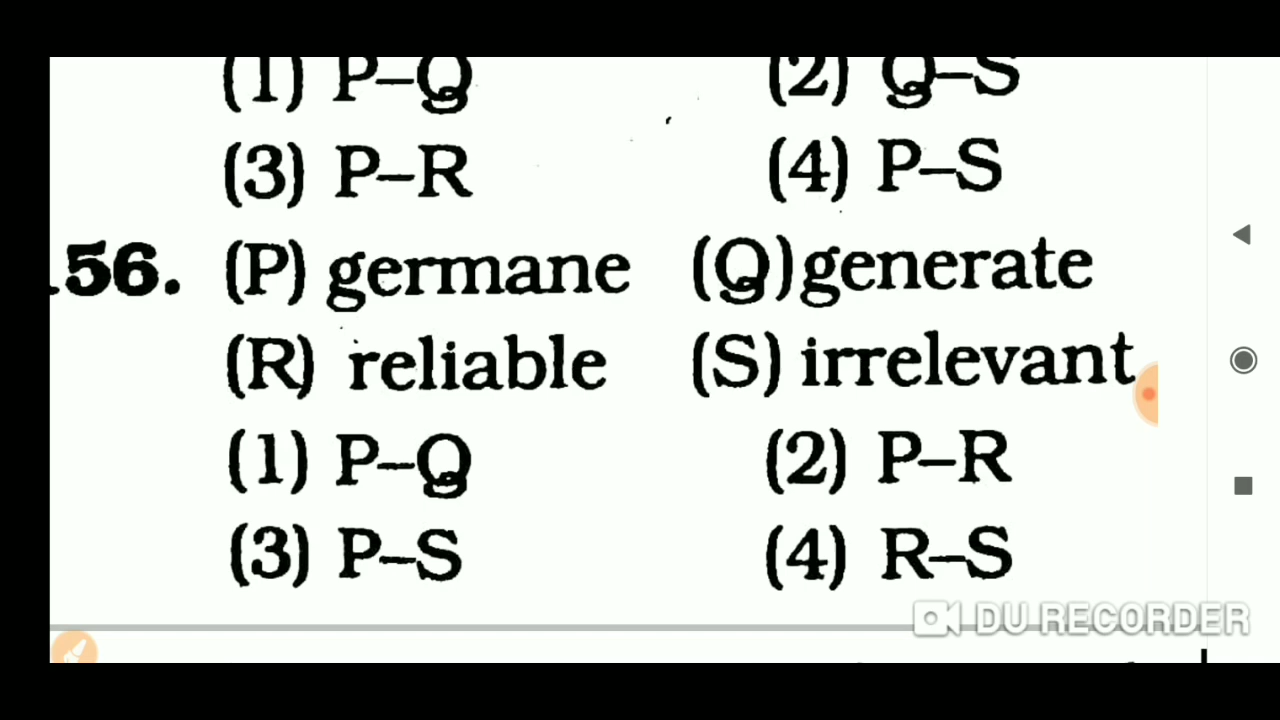 (1) P–Q (2) Q–S
(3) P–R (4) P–S
56. (P) germane (Q) generate
(R) reliable (S) irrelevant
(1) P–Q (2) P–R
(3) P–S (4) R–S
DU RECORDER